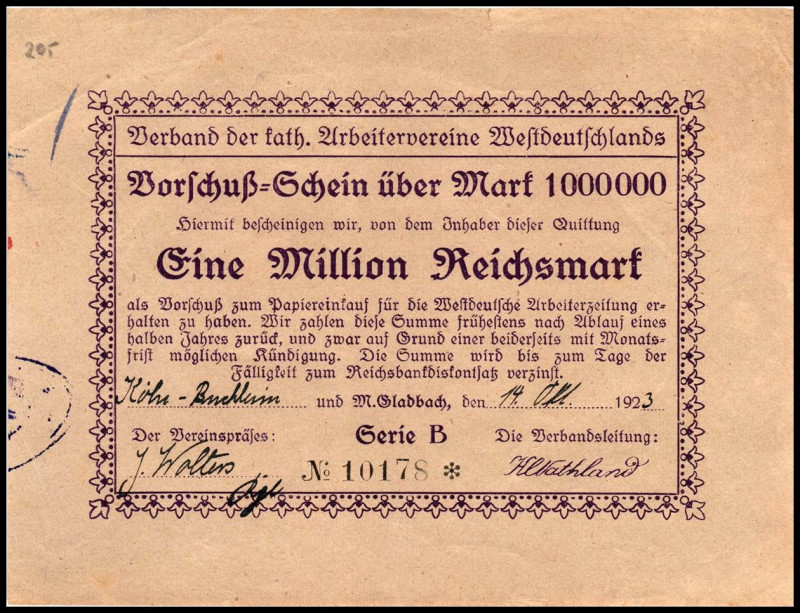 205
Verband der kath. Arbeitervereine Westdeutschlands
Vorschuß-Schein über Mark 1000000
Hiermit bescheinigen wir, von dem Inhaber dieser Quittung
Eine Million Reichsmark
als Vorschuß zum Papiereinkauf für die Westdeutsche Arbeiterzeitung er-
halten zu haben. Wir zahlen diese Summe frühestens nach Ablauf eines
halben Jahres zurück, und zwar auf Grund einer beiderseits mit Monats-
frist möglichen Kündigung. Die Summe wird bis zum Tage der
Fälligkeit zum Reichsbankdiskontsatz verzinst.
und M.Gladbach, den 14. Okt. 1923
Der Vereinspräses: Serie B Die Verbandsleitung:
J. Wolters № 10178 *